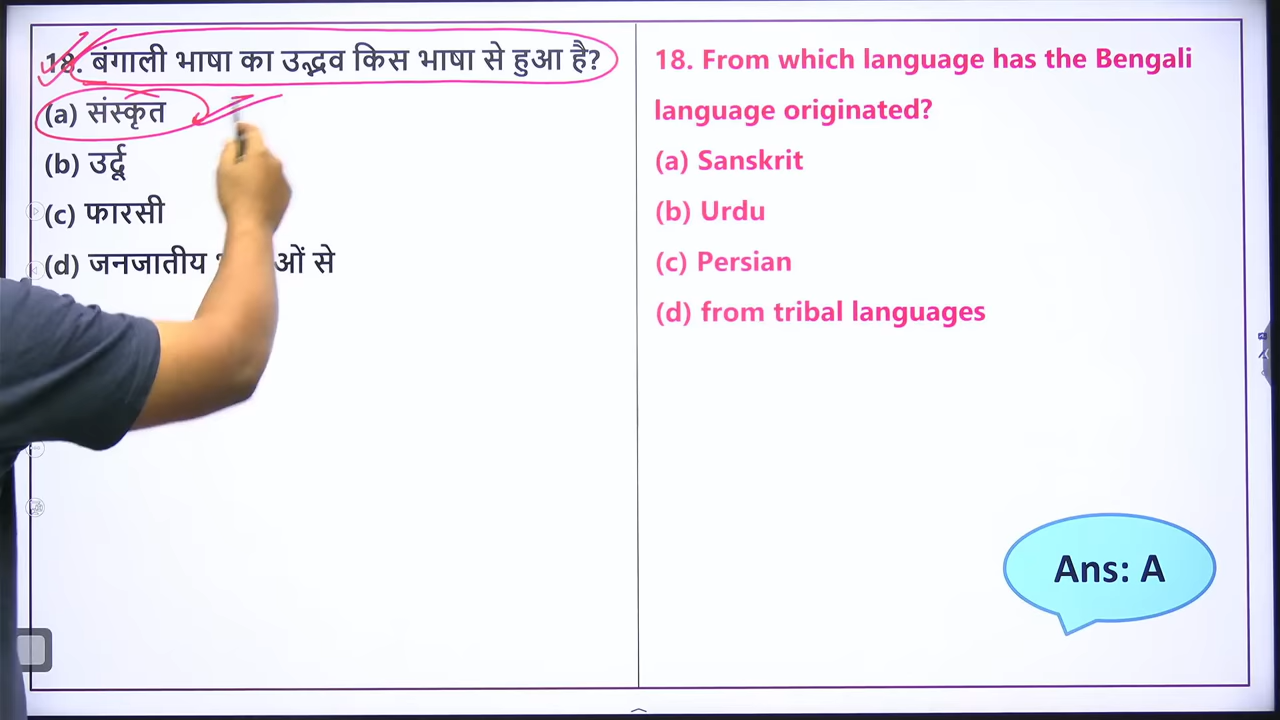 18. बंगाली भाषा का उद्भव किस भाषा से हुआ है?
(a) संस्कृत
(b) उर्दू
(c) फारसी
(d) जनजातीय से
18. From which language has the Bengali
language originated?
(a) Sanskrit
(b) Urdu
(c) Persian
(d) from tribal languages
Ans: A